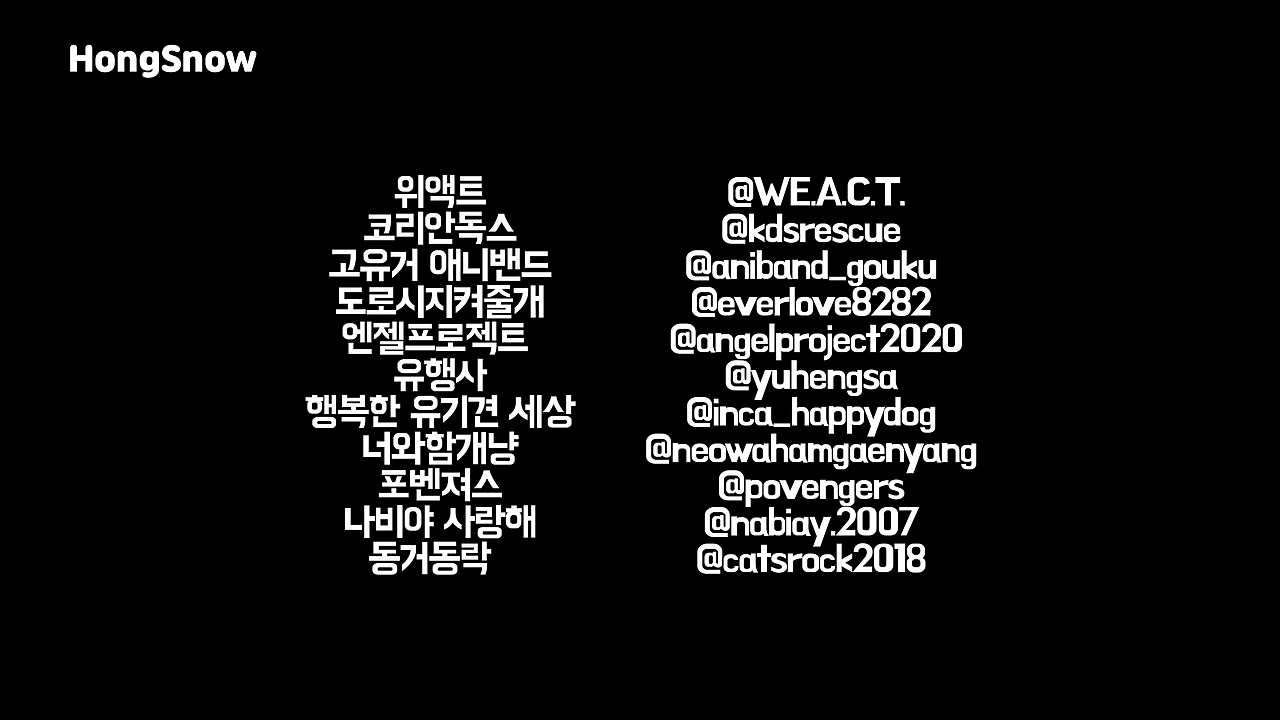 HongSnow
위액트 @WE.A.C.T.
코리안독스 @kdsrescue
고유거 애니밴드 @aniband_gouku
도로시지켜줄개 @everlove8282
엔젤프로젝트 @angelproject2020
유행사 @yuhengsa
행복한 유기견 세상 @inca_happydog
너와함개냥 @neowahamgaenyang
포벤져스 @povengers
나비야 사랑해 @nabiay.2007
동거동락 @catsrock2018